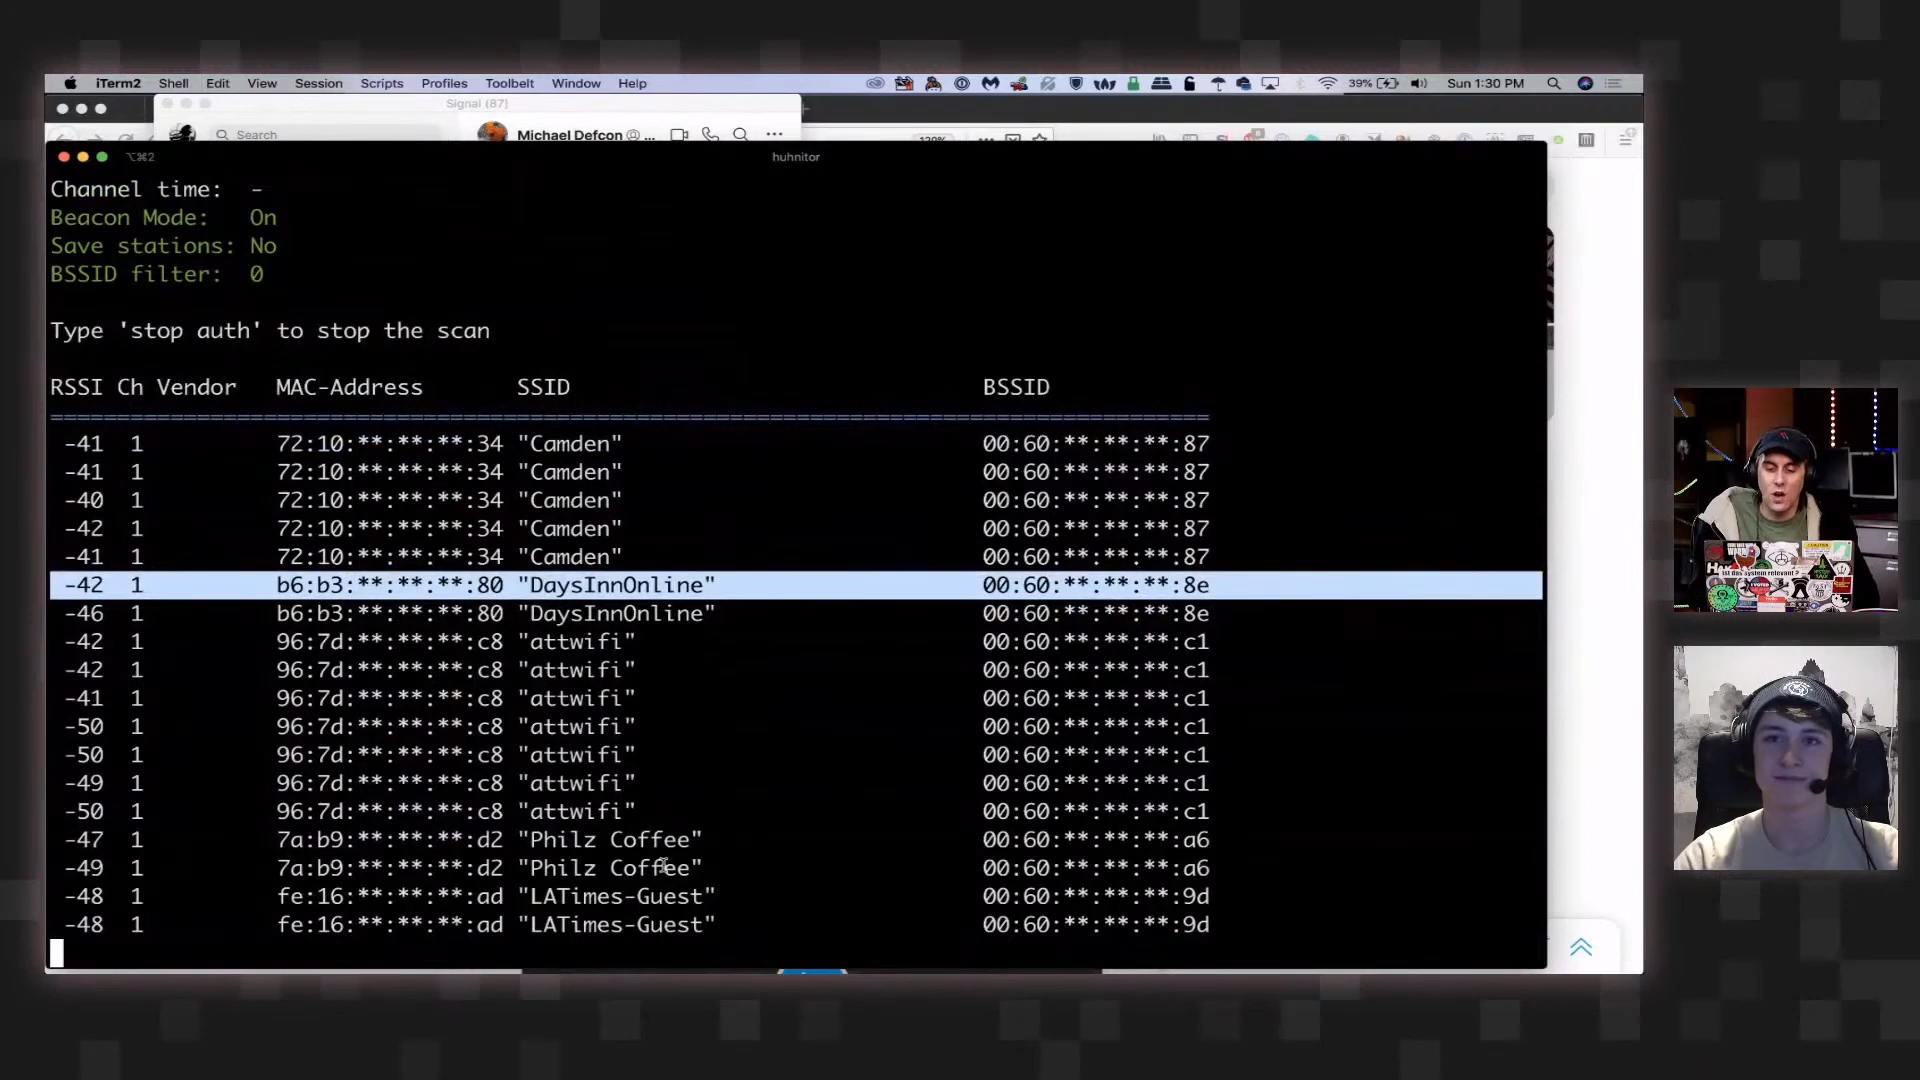 iTerm2 Shell Edit View Session Scripts Profiles Toolbelt Window Help 39% Sun 1:30 PM
Signal (87)
Search Michael Defcon ...
120%
⌥⌘2 huhnitor
Channel time: -
Beacon Mode: On
Save stations: No
BSSID filter: 0
Type 'stop auth' to stop the scan
RSSI Ch Vendor MAC-Address SSID BSSID
=======================================================================================
-41 1 72:10:**:**:**:34 "Camden" 00:60:**:**:**:87
-41 1 72:10:**:**:**:34 "Camden" 00:60:**:**:**:87
-40 1 72:10:**:**:**:34 "Camden" 00:60:**:**:**:87
-42 1 72:10:**:**:**:34 "Camden" 00:60:**:**:**:87
-41 1 72:10:**:**:**:34 "Camden" 00:60:**:**:**:87
-42 1 b6:b3:**:**:**:80 "DaysInnOnline" 00:60:**:**:**:8e
-46 1 b6:b3:**:**:**:80 "DaysInnOnline" 00:60:**:**:**:8e
-42 1 96:7d:**:**:**:c8 "attwifi" 00:60:**:**:**:c1
-42 1 96:7d:**:**:**:c8 "attwifi" 00:60:**:**:**:c1
-41 1 96:7d:**:**:**:c8 "attwifi" 00:60:**:**:**:c1
-50 1 96:7d:**:**:**:c8 "attwifi" 00:60:**:**:**:c1
-50 1 96:7d:**:**:**:c8 "attwifi" 00:60:**:**:**:c1
-49 1 96:7d:**:**:**:c8 "attwifi" 00:60:**:**:**:c1
-50 1 96:7d:**:**:**:c8 "attwifi" 00:60:**:**:**:c1
-47 1 7a:b9:**:**:**:d2 "Philz Coffee" 00:60:**:**:**:a6
-49 1 7a:b9:**:**:**:d2 "Philz Coffee" 00:60:**:**:**:a6
-48 1 fe:16:**:**:**:ad "LATimes-Guest" 00:60:**:**:**:9d
-48 1 fe:16:**:**:**:ad "LATimes-Guest" 00:60:**:**:**:9d
ist das system relevant ?